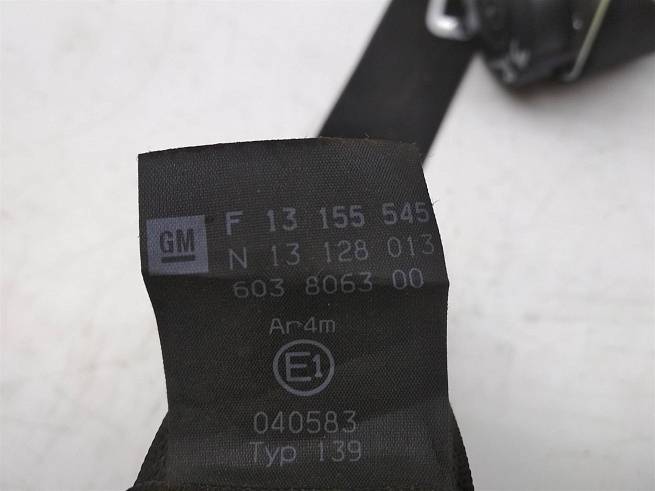 F 13 155 545
GM N 13 128 013
603 8063 00
Ar4m
E1
040583
Typ 139